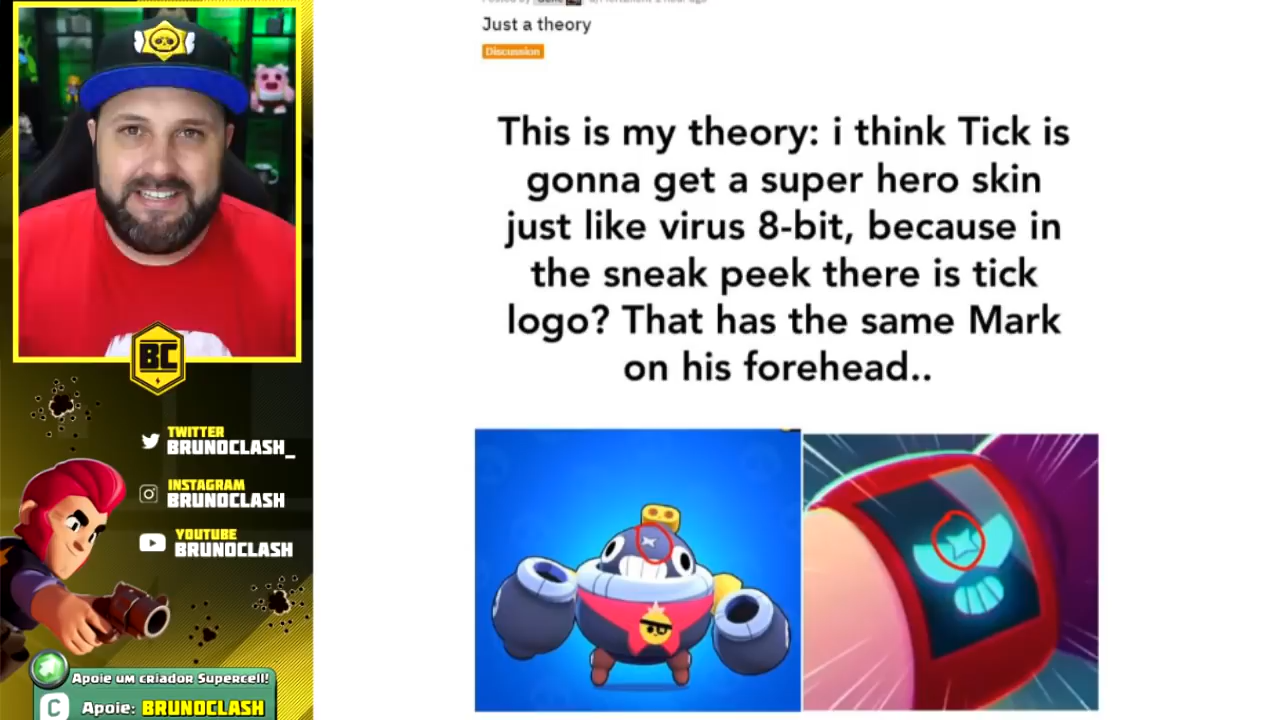 Just a theory
Discussion
This is my theory: i think Tick is
gonna get a super hero skin
just like virus 8-bit, because in
the sneak peek there is tick
logo? That has the same Mark
on his forehead..
BC
TWITTER
BRUNOCLASH_
INSTAGRAM
BRUNOCLASH
YOUTUBE
BRUNOCLASH
Apoie um criador Supercell!
C
Apoie: BRUNOCLASH